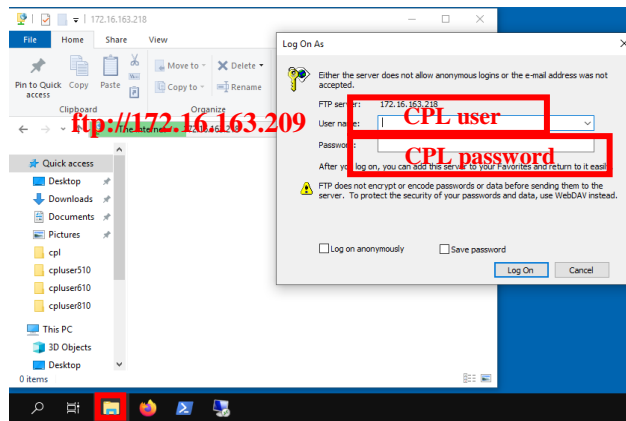 172.16.163.218
File Home Share View
Pin to Quick access
Copy
Paste
Move to
Copy to
Delete
Rename
Clipboard
Organize
ftp://172.16.163.209
The Internet
Quick access
Desktop
Downloads
Documents
Pictures
cpl
cpluser510
cpluser610
cpluser810
This PC
3D Objects
Desktop
0 items
Log On As
Either the server does not allow anonymous logins or the e-mail address was not
accepted.
FTP server: 172.16.163.218
User name: CPL user
Password: CPL password
After you log on, you can add this server to your Favorites and return to it easily.
FTP does not encrypt or encode passwords or data before sending them to the
server. To protect the security of your passwords and data, use WebDAV instead.
Log on anonymously
Save password
Log On
Cancel